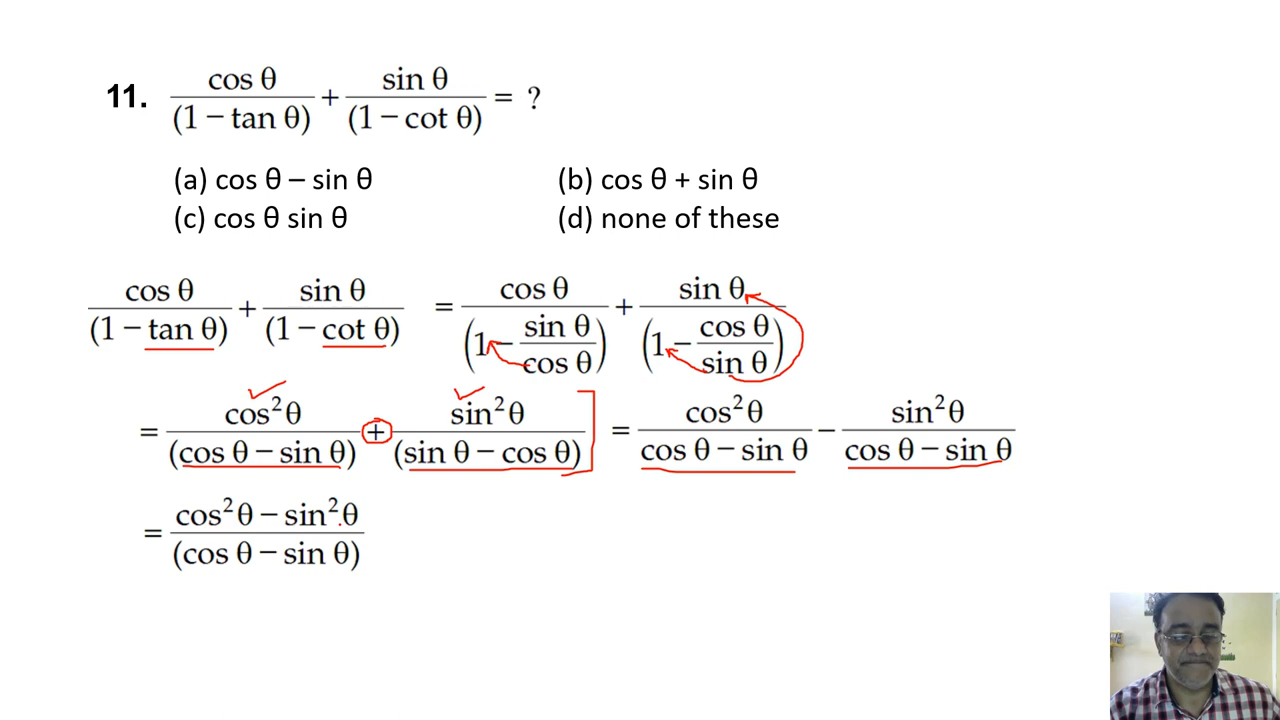 11. cos θ/(1 − tan θ) + sin θ/(1 − cot θ) = ?
(a) cos θ – sin θ (b) cos θ + sin θ
(c) cos θ sin θ (d) none of these
cos θ/(1 − tan θ) + sin θ/(1 − cot θ) = cos θ/(1 − sin θ/cos θ) + sin θ/(1 − cos θ/sin θ)
= cos²θ/(cos θ − sin θ) + sin²θ/(sin θ − cos θ) = cos²θ/cos θ − sin θ − sin²θ/cos θ − sin θ
= cos²θ − sin²θ/(cos θ − sin θ)